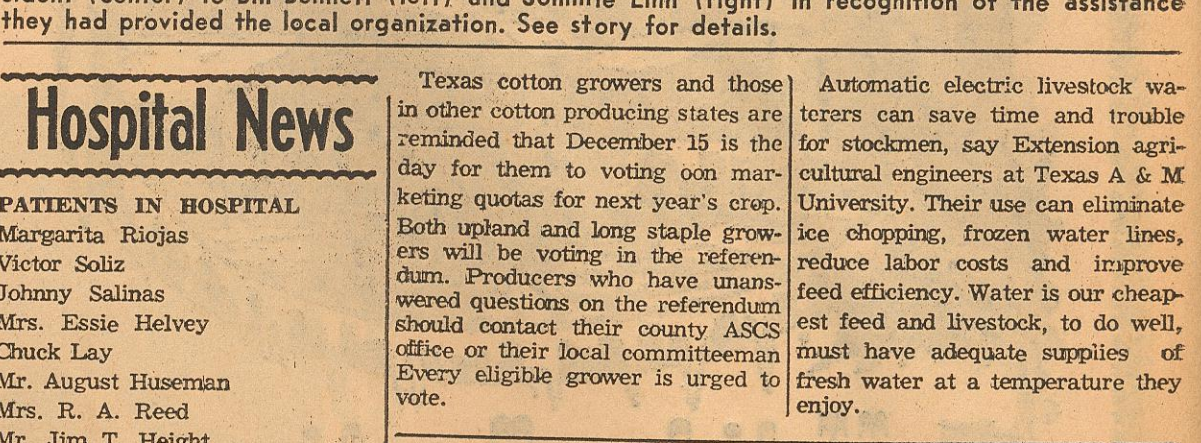 in recognition of the assistance
they had provided the local organization. See story for details.
Hospital News
PATIENTS IN HOSPITAL
Margarita Riojas
Victor Soliz
Johnny Salinas
Mrs. Essie Helvey
Chuck Lay
Mr. August Huseman
Mrs. R. A. Reed
Mr. Jim T. Height
Texas cotton growers and those
in other cotton producing states are
reminded that December 15 is the
day for them to voting oon mar-
keting quotas for next year's crop.
Both upland and long staple grow-
ers will be voting in the referen-
dum. Producers who have unans-
wered questions on the referendum
should contact their county ASCS
office or their local committeeman
Every eligible grower is urged to
vote.
Automatic electric livestock wa-
terers can save time and trouble
for stockmen, say Extension agri-
cultural engineers at Texas A & M
University. Their use can eliminate
ice chopping, frozen water lines,
reduce labor costs and improve
feed efficiency. Water is our cheap-
est feed and livestock, to do well,
must have adequate supplies of
fresh water at a temperature they
enjoy.